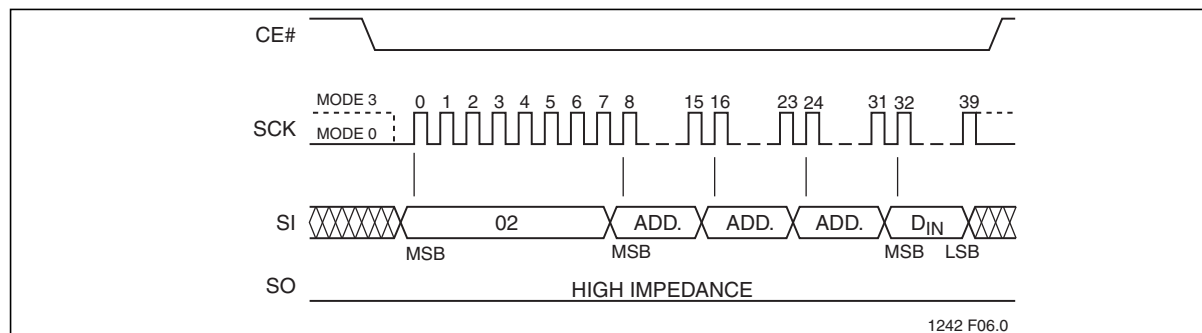 CE#
MODE 3
0 1 2 3 4 5 6 7 8 15 16 23 24 31 32 39
SCK
MODE 0
SI
02 ADD. ADD. ADD. DIN
MSB MSB MSB LSB
SO
HIGH IMPEDANCE
1242 F06.0